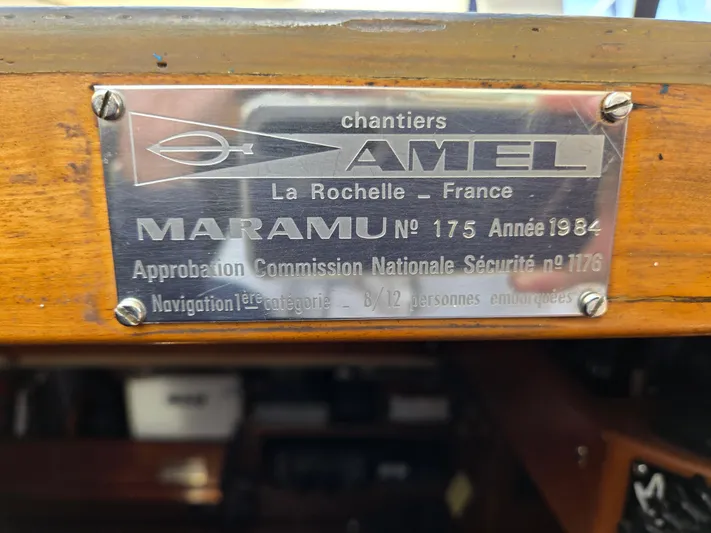 chantiers
AMEL
La Rochelle - France
MARAMU Nº 175 Année 1984
Approbation Commission Nationale Sécurité nº 1176
Navigation 1ère catégorie - 8/12 personnes embarquées